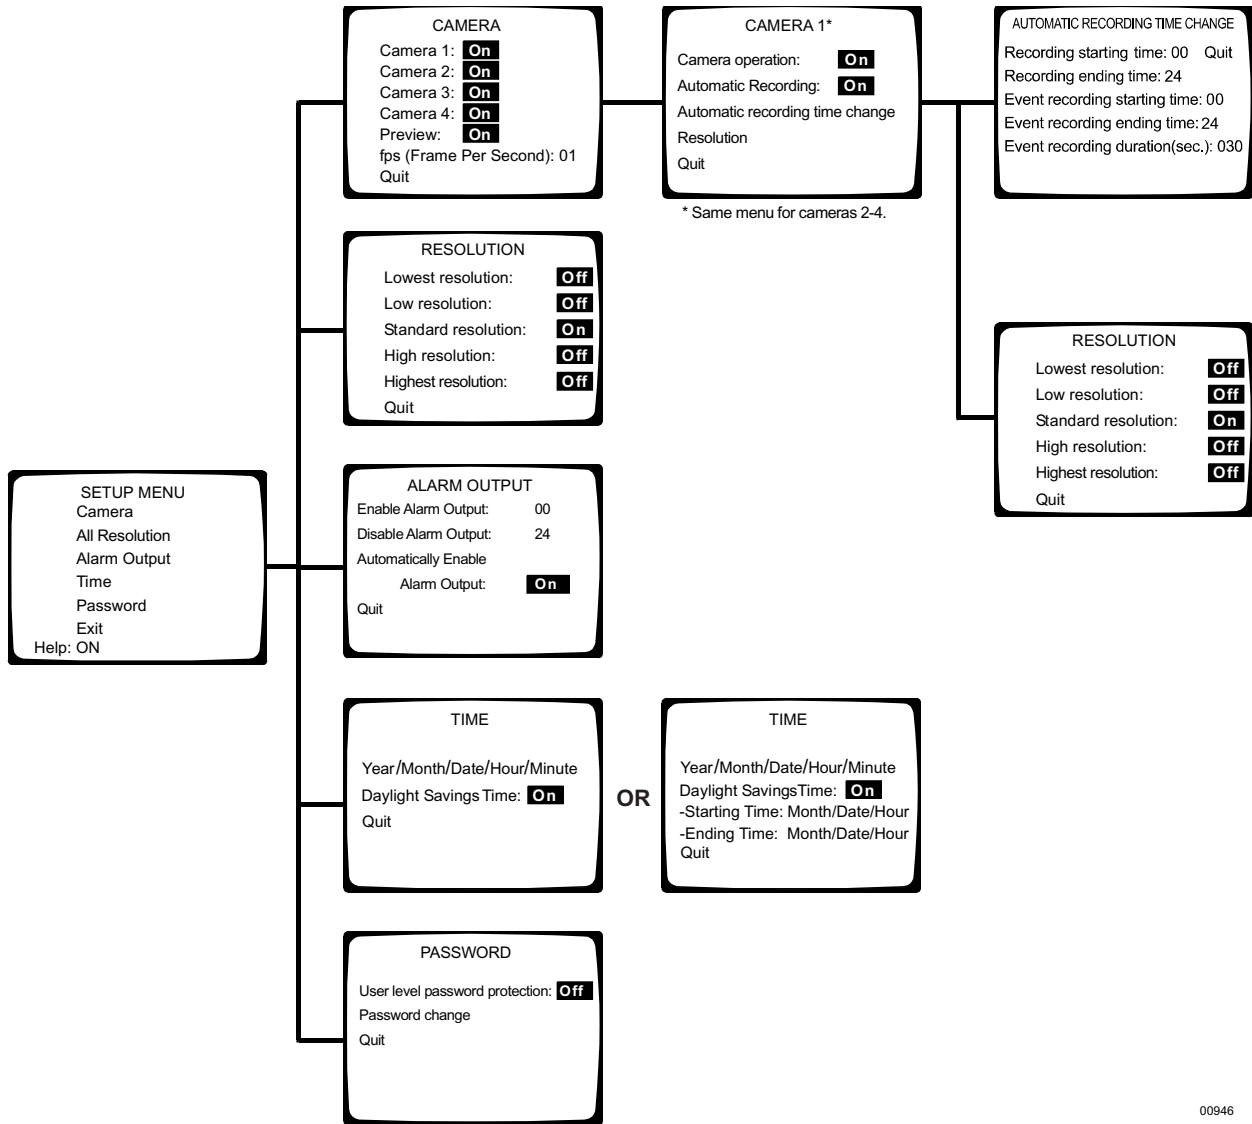 CAMERA
Camera 1: On
Camera 2: On
Camera 3: On
Camera 4: On
Preview: On
fps (Frame Per Second): 01
Quit
CAMERA 1*
Camera operation: On
Automatic Recording: On
Automatic recording time change
Resolution
Quit
* Same menu for cameras 2-4.
AUTOMATIC RECORDING TIME CHANGE
Recording starting time: 00 Quit
Recording ending time: 24
Event recording starting time: 00
Event recording ending time: 24
Event recording duration(sec.): 030
RESOLUTION
Lowest resolution: Off
Low resolution: Off
Standard resolution: On
High resolution: Off
Highest resolution: Off
Quit
RESOLUTION
Lowest resolution: Off
Low resolution: Off
Standard resolution: On
High resolution: Off
Highest resolution: Off
Quit
SETUP MENU
Camera
All Resolution
Alarm Output
Time
Password
Exit
Help: ON
ALARM OUTPUT
Enable Alarm Output: 00
Disable Alarm Output: 24
Automatically Enable
Alarm Output: On
Quit
TIME
Year/Month/Date/Hour/Minute
Daylight Savings Time: On
Quit
OR
TIME
Year/Month/Date/Hour/Minute
Daylight SavingsTime: On
-Starting Time: Month/Date/Hour
-Ending Time: Month/Date/Hour
Quit
PASSWORD
User level password protection: Off
Password change
Quit
00946